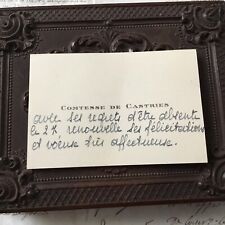 COMTESSE DE CASTRIES
avec ses regrets d'être absente
le 27 renouvelle ses félicitations
et vœux très affectueux.